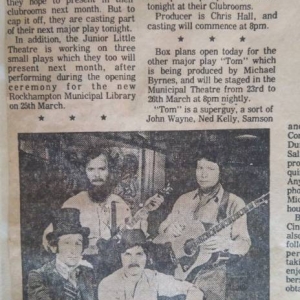 they hope to present in their
clubrooms next month. But to
cap it off, they are casting part
of their next major play tonight.
In addition, the Junior Little
Theatre is working on three
small plays which they too will
present next month, after
performing during the opening
ceremony for the new
Rockhampton Municipal Library
on 28th March.
★ ★ ★
tonight at their Clubrooms.
Producer is Chris Hall, and
casting will commence at 8pm.
★ ★ ★
Box plans open today for the
other major play "Tom" which
is being produced by Michael
Byrnes, and will be staged in the
Municipal Theatre from 23rd to
26th March at 8pm nightly.
"Tom" is a superguy, a sort of
John Wayne, Ned Kelly, Samson